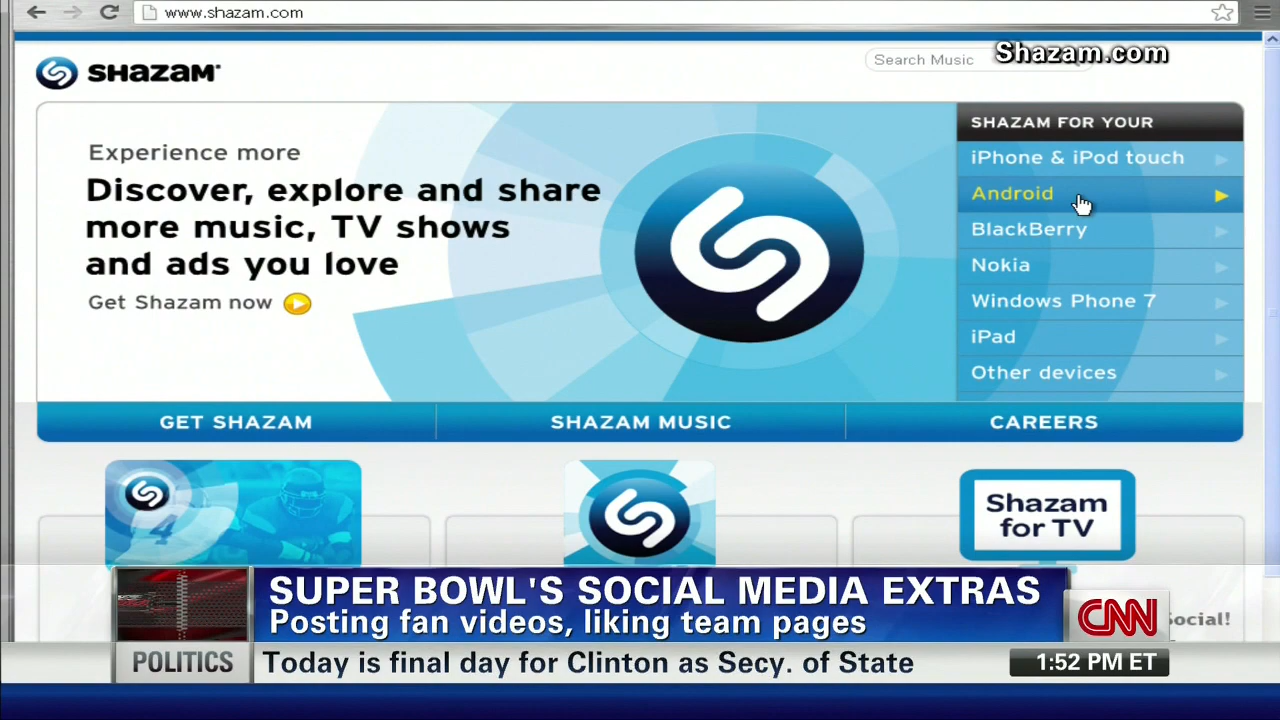 www.shazam.com
SHAZAM
Search Music
Shazam.com
Experience more
Discover, explore and share
more music, TV shows
and ads you love
Get Shazam now
SHAZAM FOR YOUR
iPhone & iPod touch
Android
BlackBerry
Nokia
Windows Phone 7
iPad
Other devices
GET SHAZAM
SHAZAM MUSIC
CAREERS
Shazam
for TV
SUPER BOWL'S SOCIAL MEDIA EXTRAS
Posting fan videos, liking team pages
CNN
Social!
POLITICS
Today is final day for Clinton as Secy. of State
1:52 PM ET